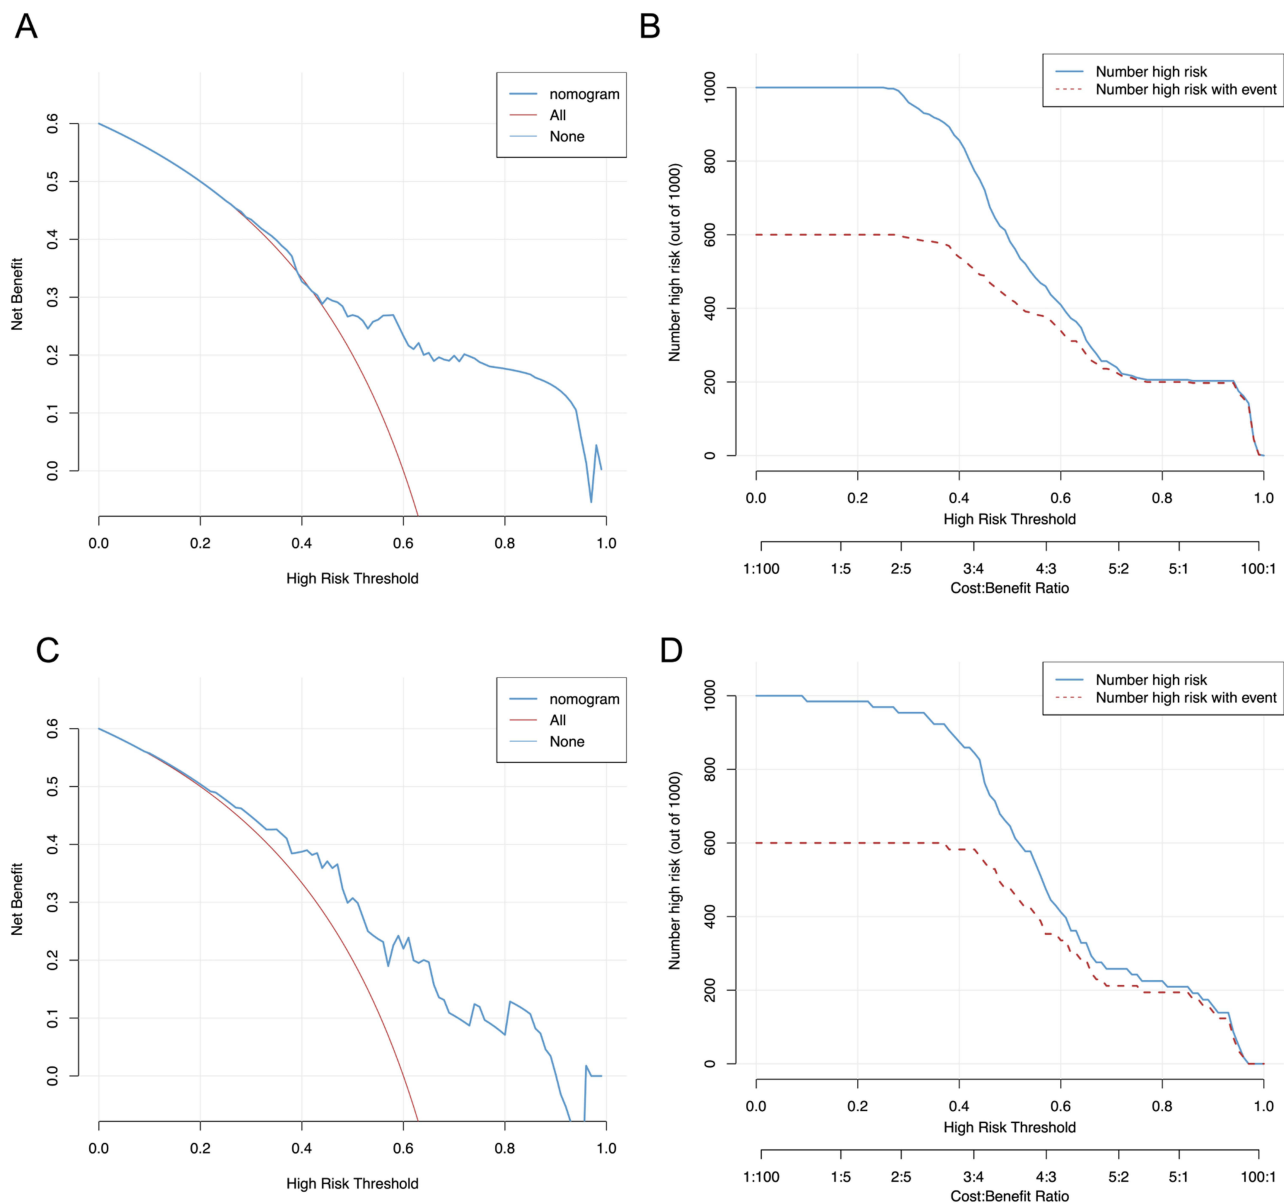 A
nomogram
All
None
Net Benefit
0.6
0.5
0.4
0.3
0.2
0.1
0.0
0.0 0.2 0.4 0.6 0.8 1.0
High Risk Threshold
B
Number high risk
Number high risk with event
Number high risk (out of 1000)
1000
800
600
400
200
0
0.0 0.2 0.4 0.6 0.8 1.0
High Risk Threshold
1:100 1:5 2:5 3:4 4:3 5:2 5:1 100:1
Cost:Benefit Ratio
C
nomogram
All
None
Net Benefit
0.6
0.5
0.4
0.3
0.2
0.1
0.0
0.0 0.2 0.4 0.6 0.8 1.0
High Risk Threshold
D
Number high risk
Number high risk with event
Number high risk (out of 1000)
1000
800
600
400
200
0
0.0 0.2 0.4 0.6 0.8 1.0
High Risk Threshold
1:100 1:5 2:5 3:4 4:3 5:2 5:1 100:1
Cost:Benefit Ratio